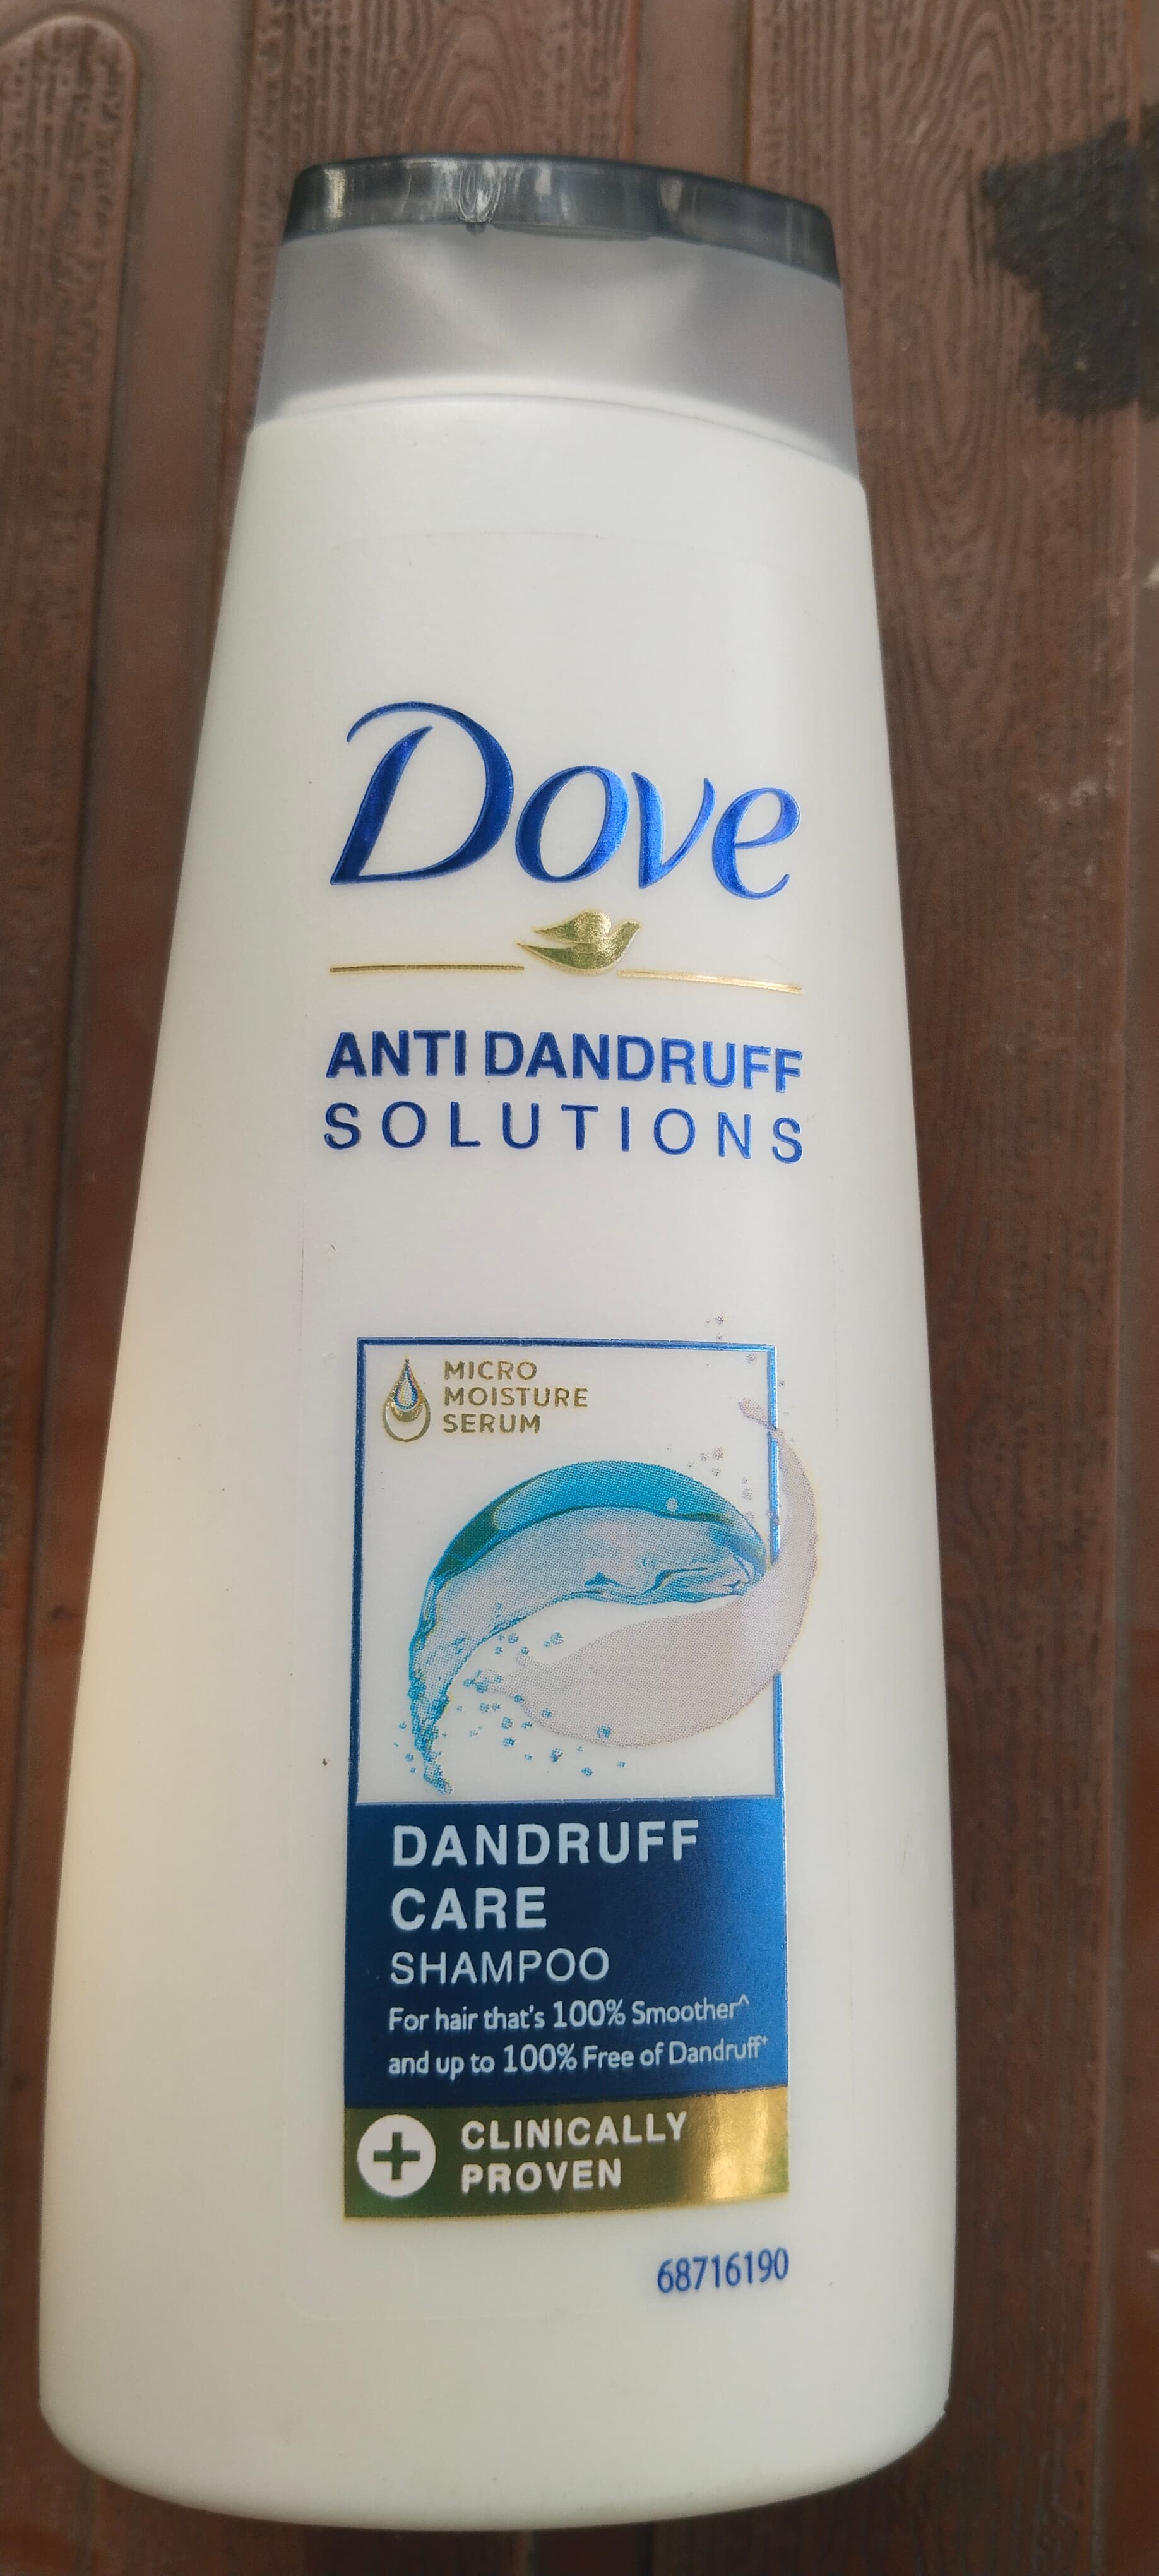 Dove
ANTI DANDRUFF
SOLUTIONS
MICRO
MOISTURE
SERUM
DANDRUFF
CARE
SHAMPOO
For hair that's 100% Smoother^
and up to 100% Free of Dandruff+
CLINICALLY
PROVEN
68716190